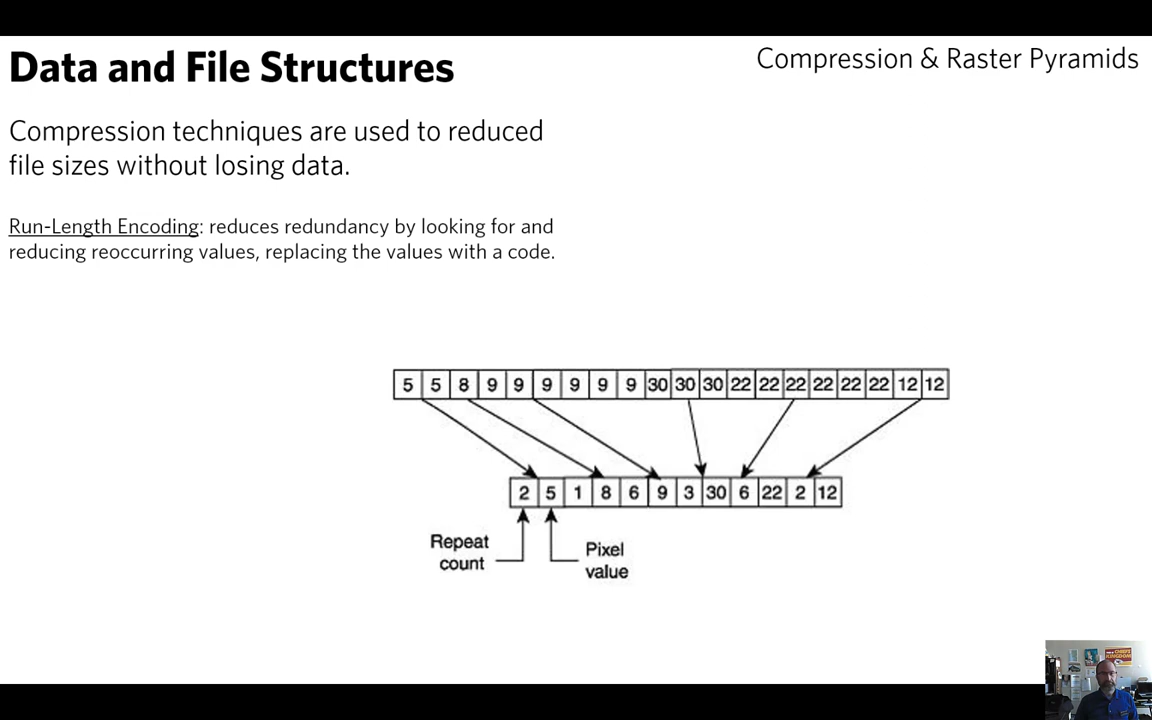 Data and File Structures
Compression & Raster Pyramids
Compression techniques are used to reduced
file sizes without losing data.
Run-Length Encoding: reduces redundancy by looking for and
reducing reoccurring values, replacing the values with a code.
5 5 8 9 9 9 9 9 9 30 30 30 22 22 22 22 22 22 12 12
2 5 1 8 6 9 3 30 6 22 2 12
Repeat
count
Pixel
value